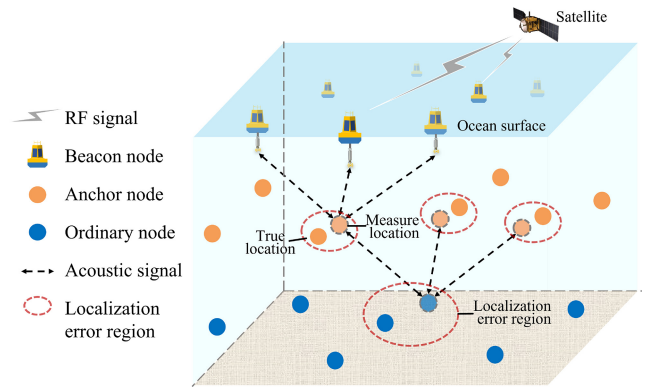 Satellite
RF signal
Beacon node
Anchor node
Ordinary node
Acoustic signal
Localization
error region
Ocean surface
Measure
location
True
location
Localization
error region